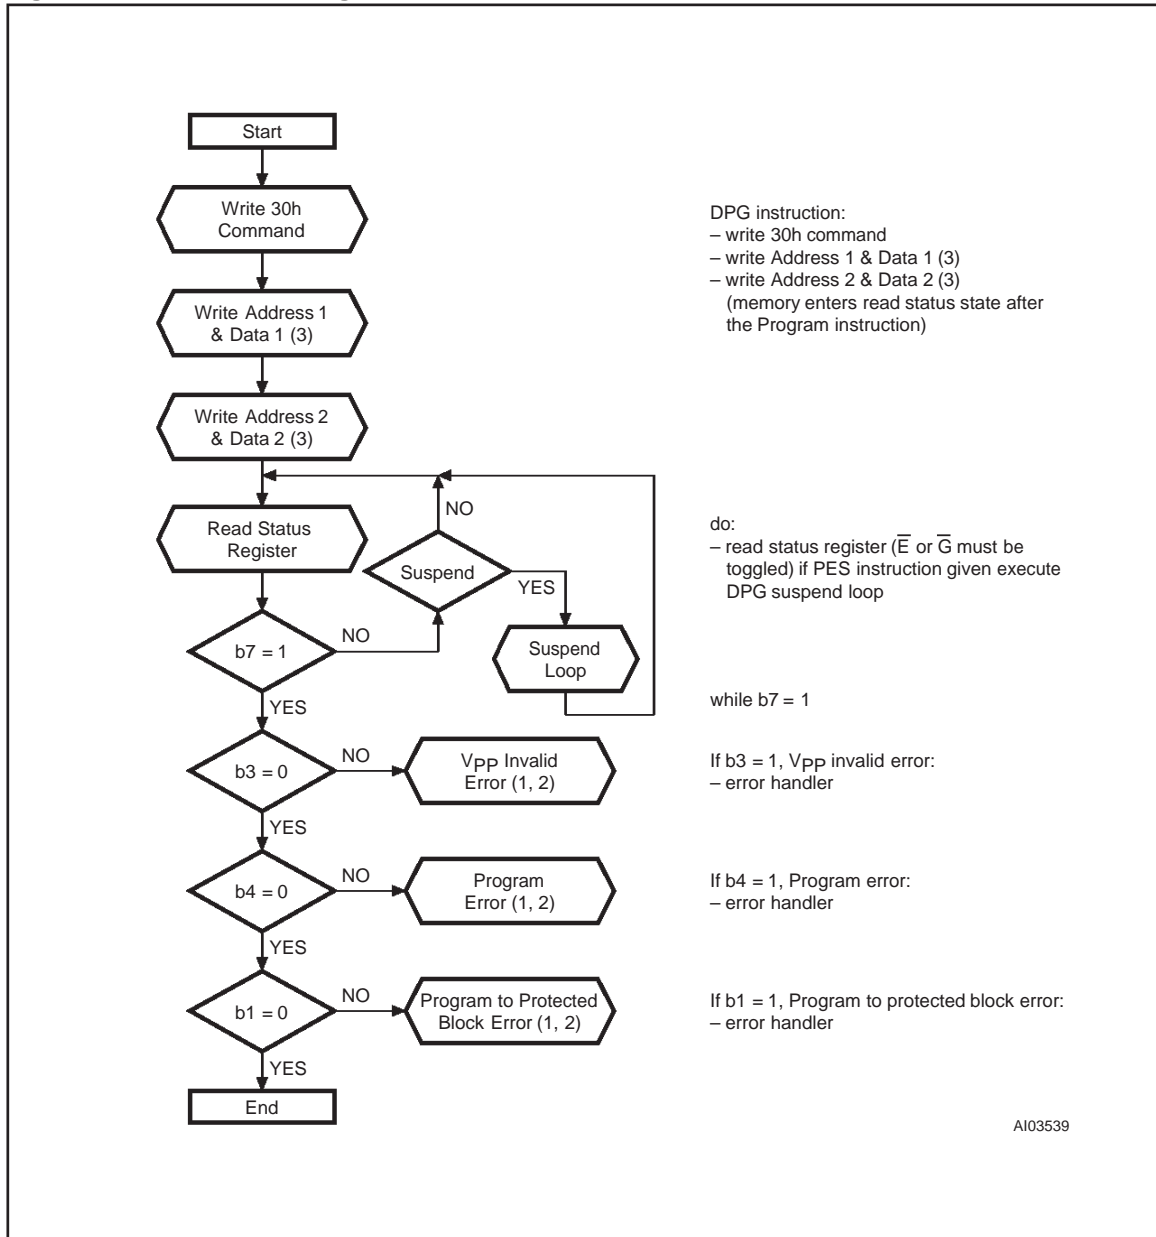 Start
Write 30h
Command
Write Address 1
& Data 1 (3)
Write Address 2
& Data 2 (3)
NO
Read Status
Register
Suspend
YES
NO
b7 = 1
Suspend
Loop
YES
b3 = 0
NO
VPP Invalid
Error (1, 2)
YES
b4 = 0
NO
Program
Error (1, 2)
YES
b1 = 0
NO
Program to Protected
Block Error (1, 2)
YES
End
DPG instruction:
– write 30h command
– write Address 1 & Data 1 (3)
– write Address 2 & Data 2 (3)
(memory enters read status state after
the Program instruction)
do:
– read status register (E̅ or G̅ must be
toggled) if PES instruction given execute
DPG suspend loop
while b7 = 1
If b3 = 1, VPP invalid error:
– error handler
If b4 = 1, Program error:
– error handler
If b1 = 1, Program to protected block error:
– error handler
AI03539